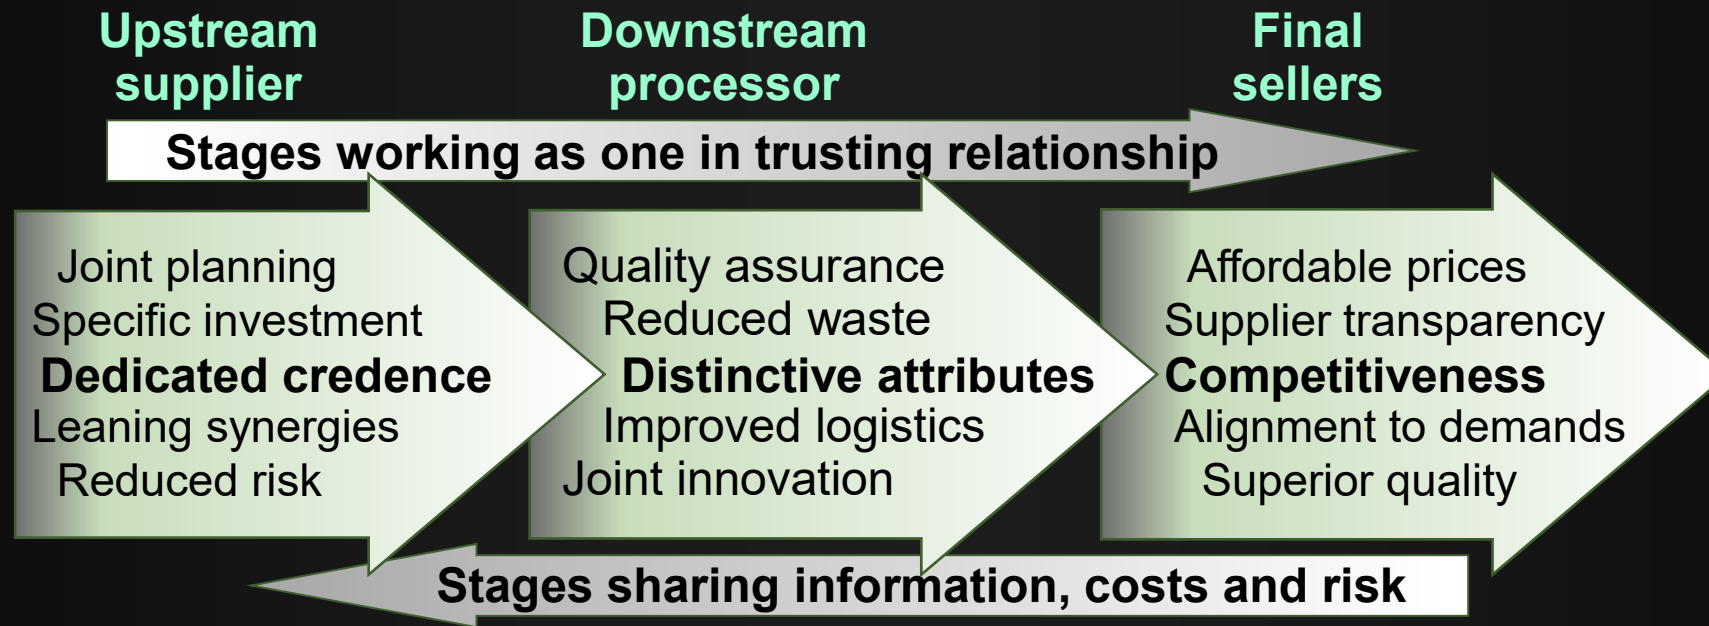 Upstream
supplier
Downstream
processor
Final
sellers
Stages working as one in trusting relationship
Joint planning
Specific investment
Dedicated credence
Leaning synergies
Reduced risk
Quality assurance
Reduced waste
Distinctive attributes
Improved logistics
Joint innovation
Affordable prices
Supplier transparency
Competitiveness
Alignment to demands
Superior quality
Stages sharing information, costs and risk